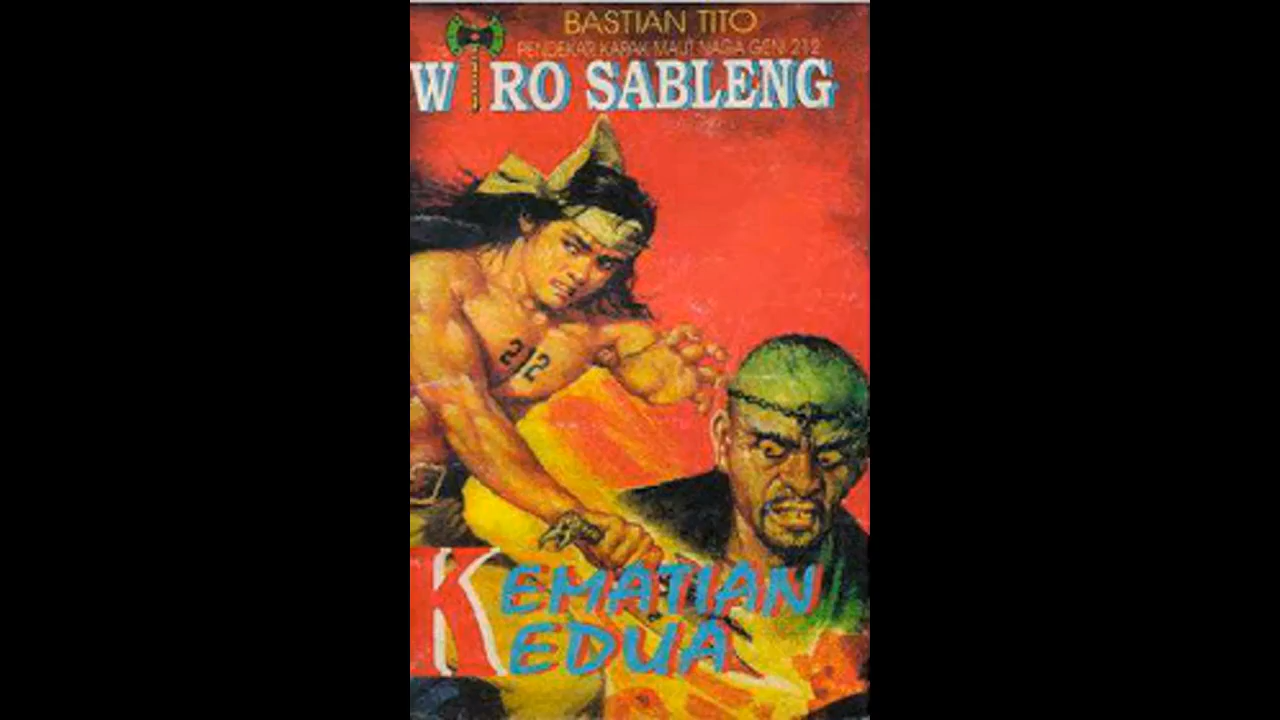 BASTIAN TITO
PENDEKAR KAPAK MAUT NAGA GENI 212
WIRO SABLENG
212
KEMATIAN
KEDUA